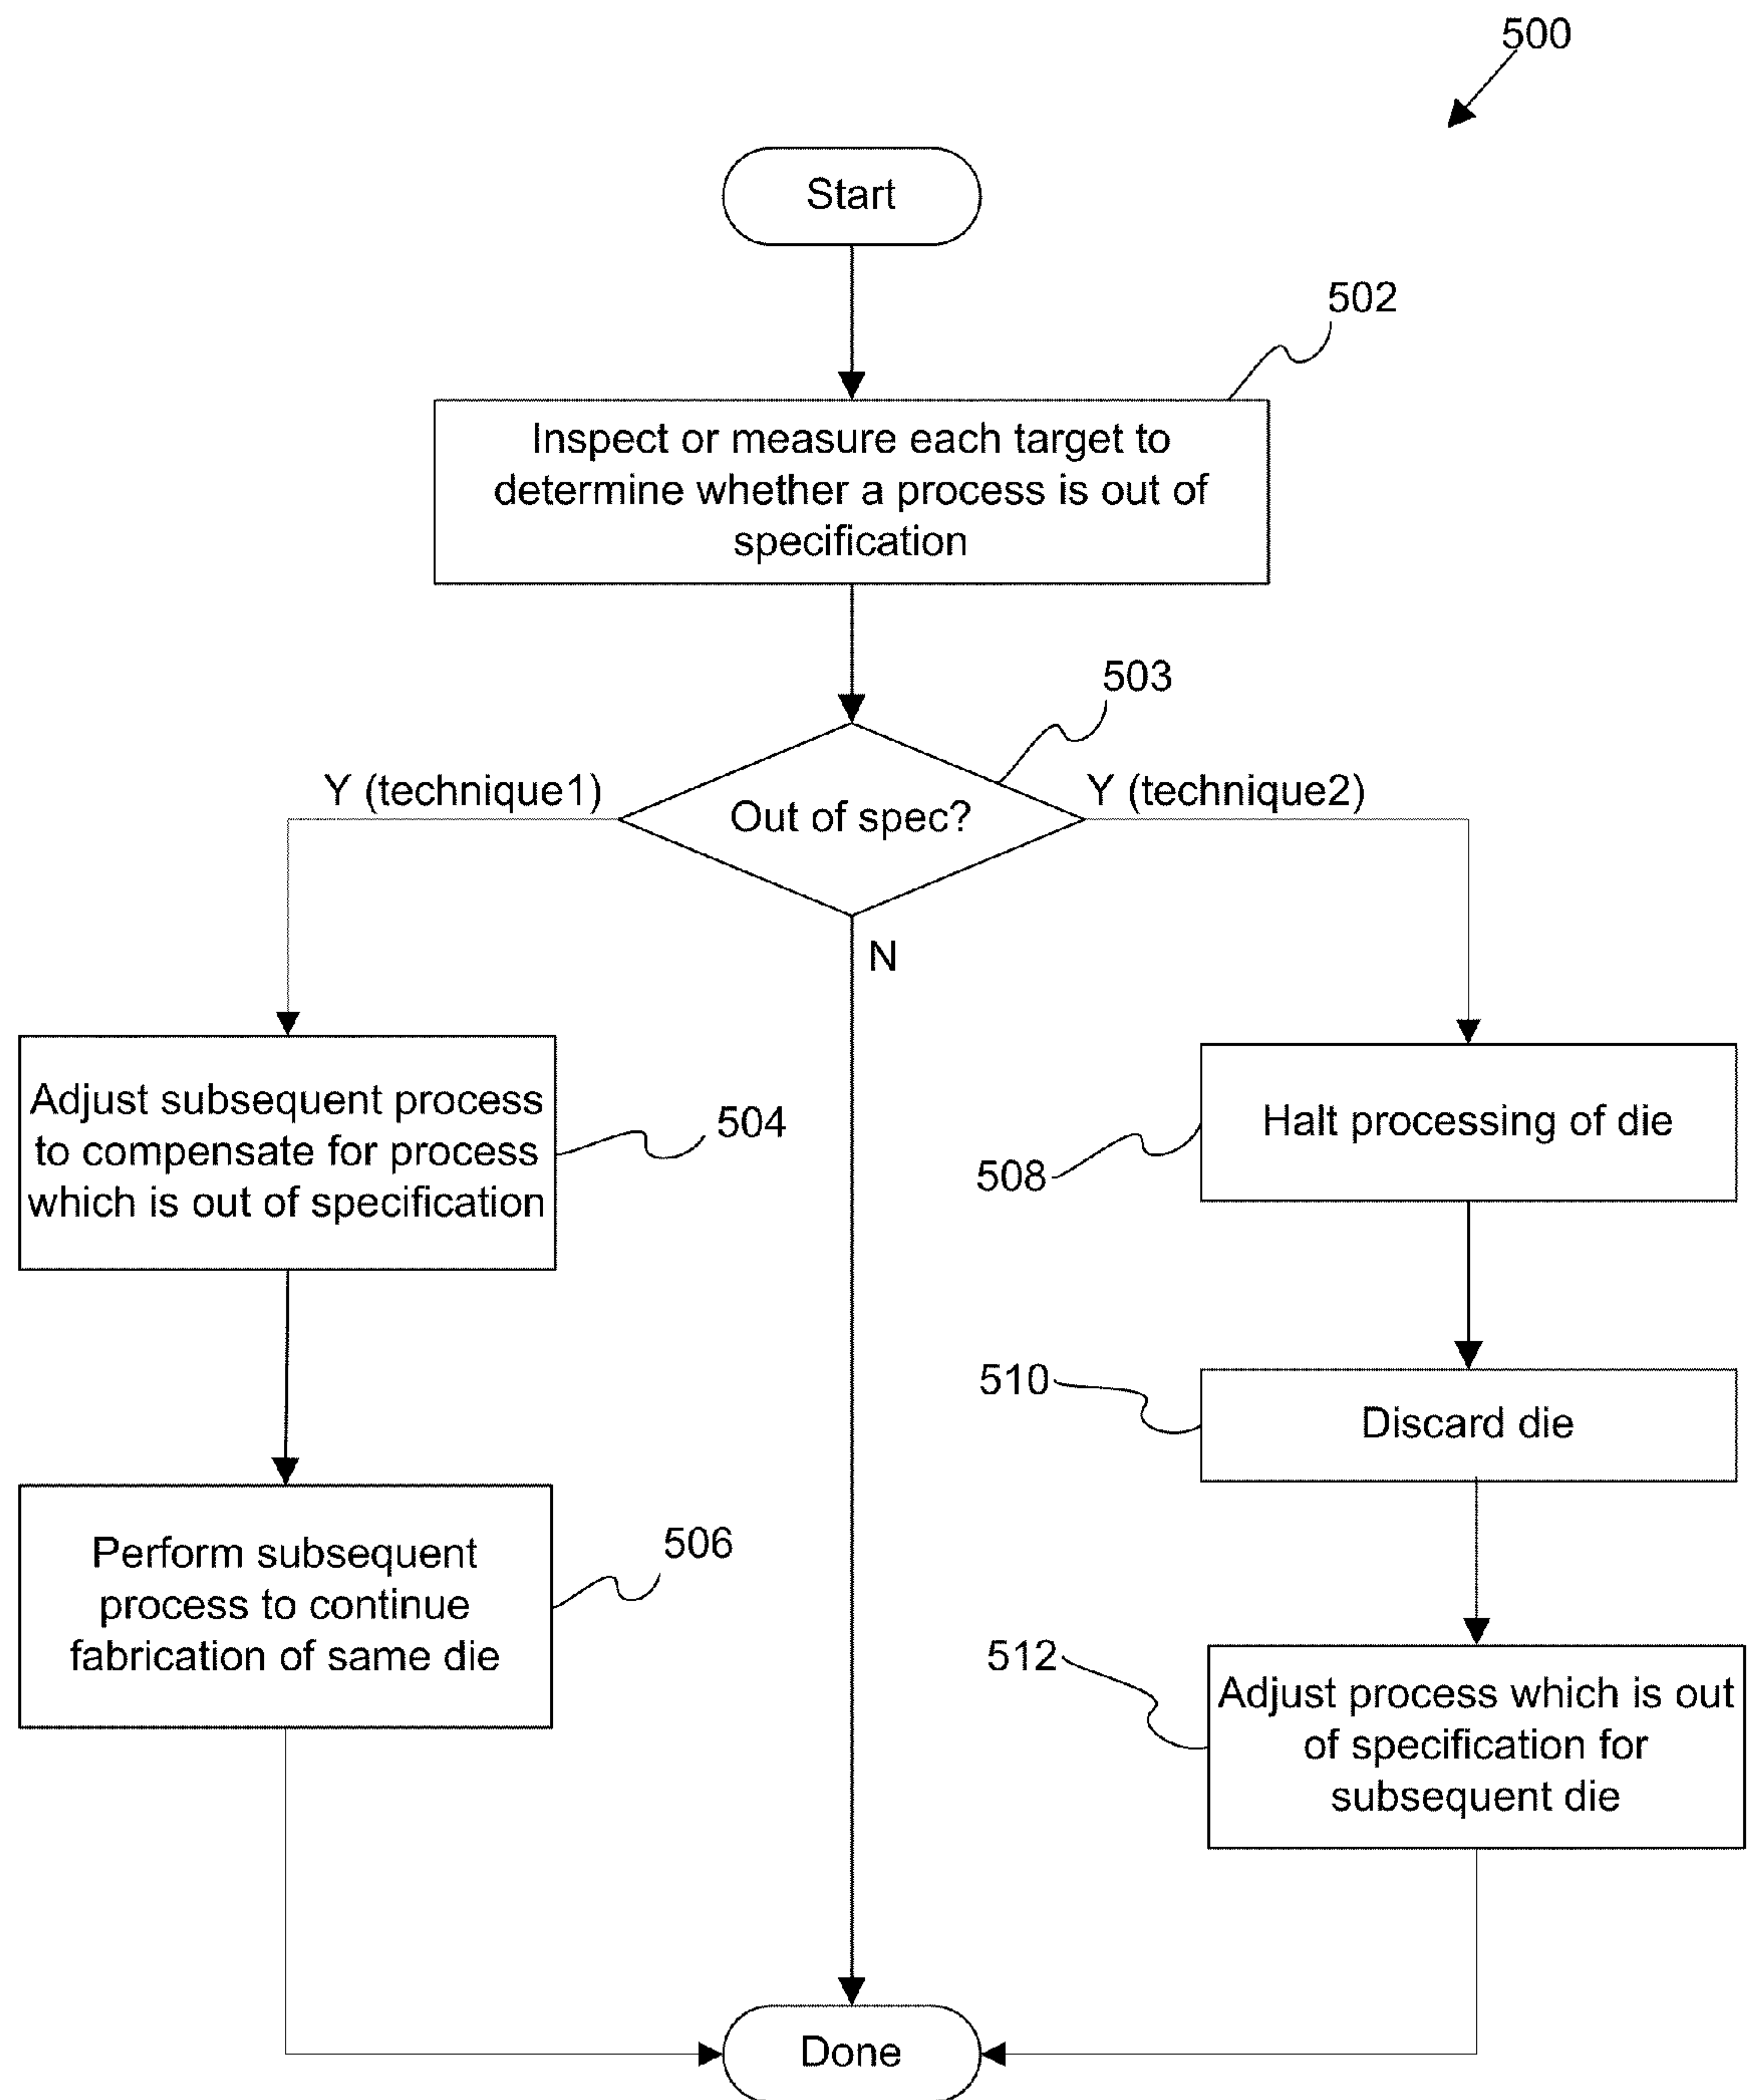 500
Start
502
Inspect or measure each target to
determine whether a process is out of
specification
503
Y (technique1)
Out of spec?
Y (technique2)
N
Adjust subsequent process
to compensate for process
which is out of specification
504
Halt processing of die
508
510
Discard die
Perform subsequent
process to continue
fabrication of same die
506
512
Adjust process which is out
of specification for
subsequent die
Done